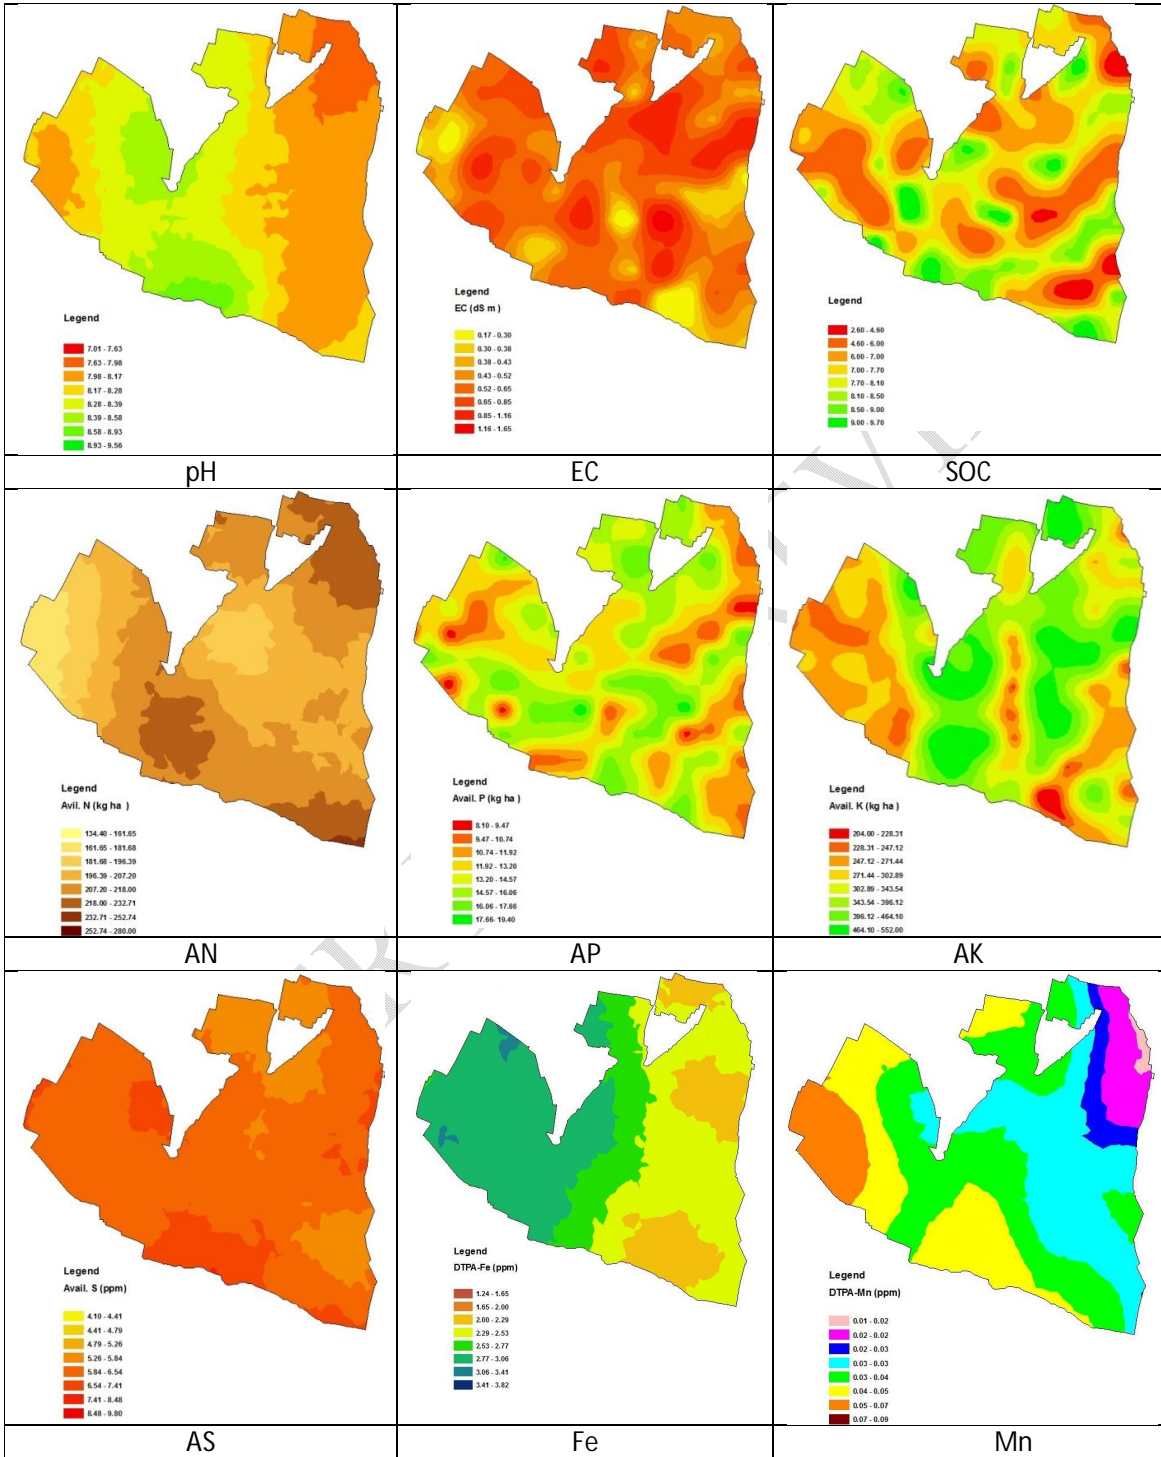 Legend
7.01 - 7.63
7.63 - 7.98
7.98 - 8.17
8.17 - 8.28
8.28 - 8.39
8.39 - 8.58
8.58 - 8.93
8.93 - 9.56
Legend
EC (dS m )
0.17 - 0.30
0.30 - 0.38
0.38 - 0.43
0.43 - 0.52
0.52 - 0.65
0.65 - 0.85
0.85 - 1.16
1.16 - 1.65
Legend
2.60 - 4.60
4.60 - 6.00
6.00 - 7.00
7.00 - 7.70
7.70 - 8.10
8.10 - 8.50
8.50 - 9.00
9.00 - 9.70
pH
EC
SOC
Legend
Avil. N (kg ha )
134.40 - 161.65
161.65 - 181.68
181.68 - 196.39
196.39 - 207.20
207.20 - 218.00
218.00 - 232.71
232.71 - 252.74
252.74 - 280.00
Legend
Avail. P (kg ha )
8.10 - 9.47
9.47 - 10.74
10.74 - 11.92
11.92 - 13.20
13.20 - 14.57
14.57 - 16.06
16.06 - 17.66
17.66- 19.40
Legend
Avail. K (kg ha )
204.00 - 228.31
228.31 - 247.12
247.12 - 271.44
271.44 - 302.89
302.89 - 343.54
343.54 - 396.12
396.12 - 464.10
464.10 - 552.00
AN
AP
AK
Legend
Avail. S (ppm)
4.10 - 4.41
4.41 - 4.79
4.79 - 5.26
5.26 - 5.84
5.84 - 6.54
6.54 - 7.41
7.41 - 8.48
8.48 - 9.80
Legend
DTPA-Fe (ppm)
1.24 - 1.65
1.65 - 2.00
2.00 - 2.29
2.29 - 2.53
2.53 - 2.77
2.77 - 3.06
3.06 - 3.41
3.41 - 3.82
Legend
DTPA-Mn (ppm)
0.01 - 0.02
0.02 - 0.02
0.02 - 0.03
0.03 - 0.03
0.03 - 0.04
0.04 - 0.05
0.05 - 0.07
0.07 - 0.09
AS
Fe
Mn